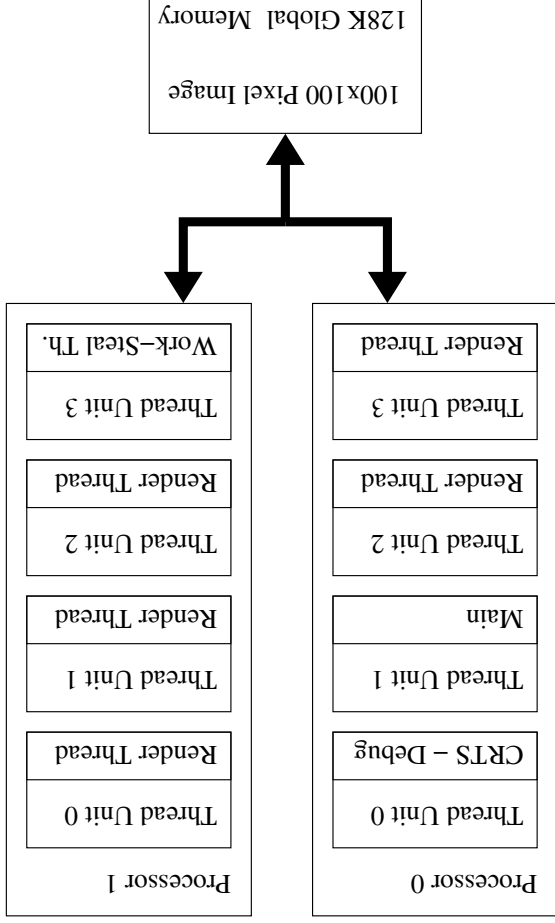 Processor 0
Thread Unit 0
CRTS – Debug
Thread Unit 1
Main
Thread Unit 2
Render Thread
Thread Unit 3
Render Thread
Processor 1
Thread Unit 0
Render Thread
Thread Unit 1
Render Thread
Thread Unit 2
Render Thread
Thread Unit 3
Work–Steal Th.
100x100 Pixel Image
128K Global Memory